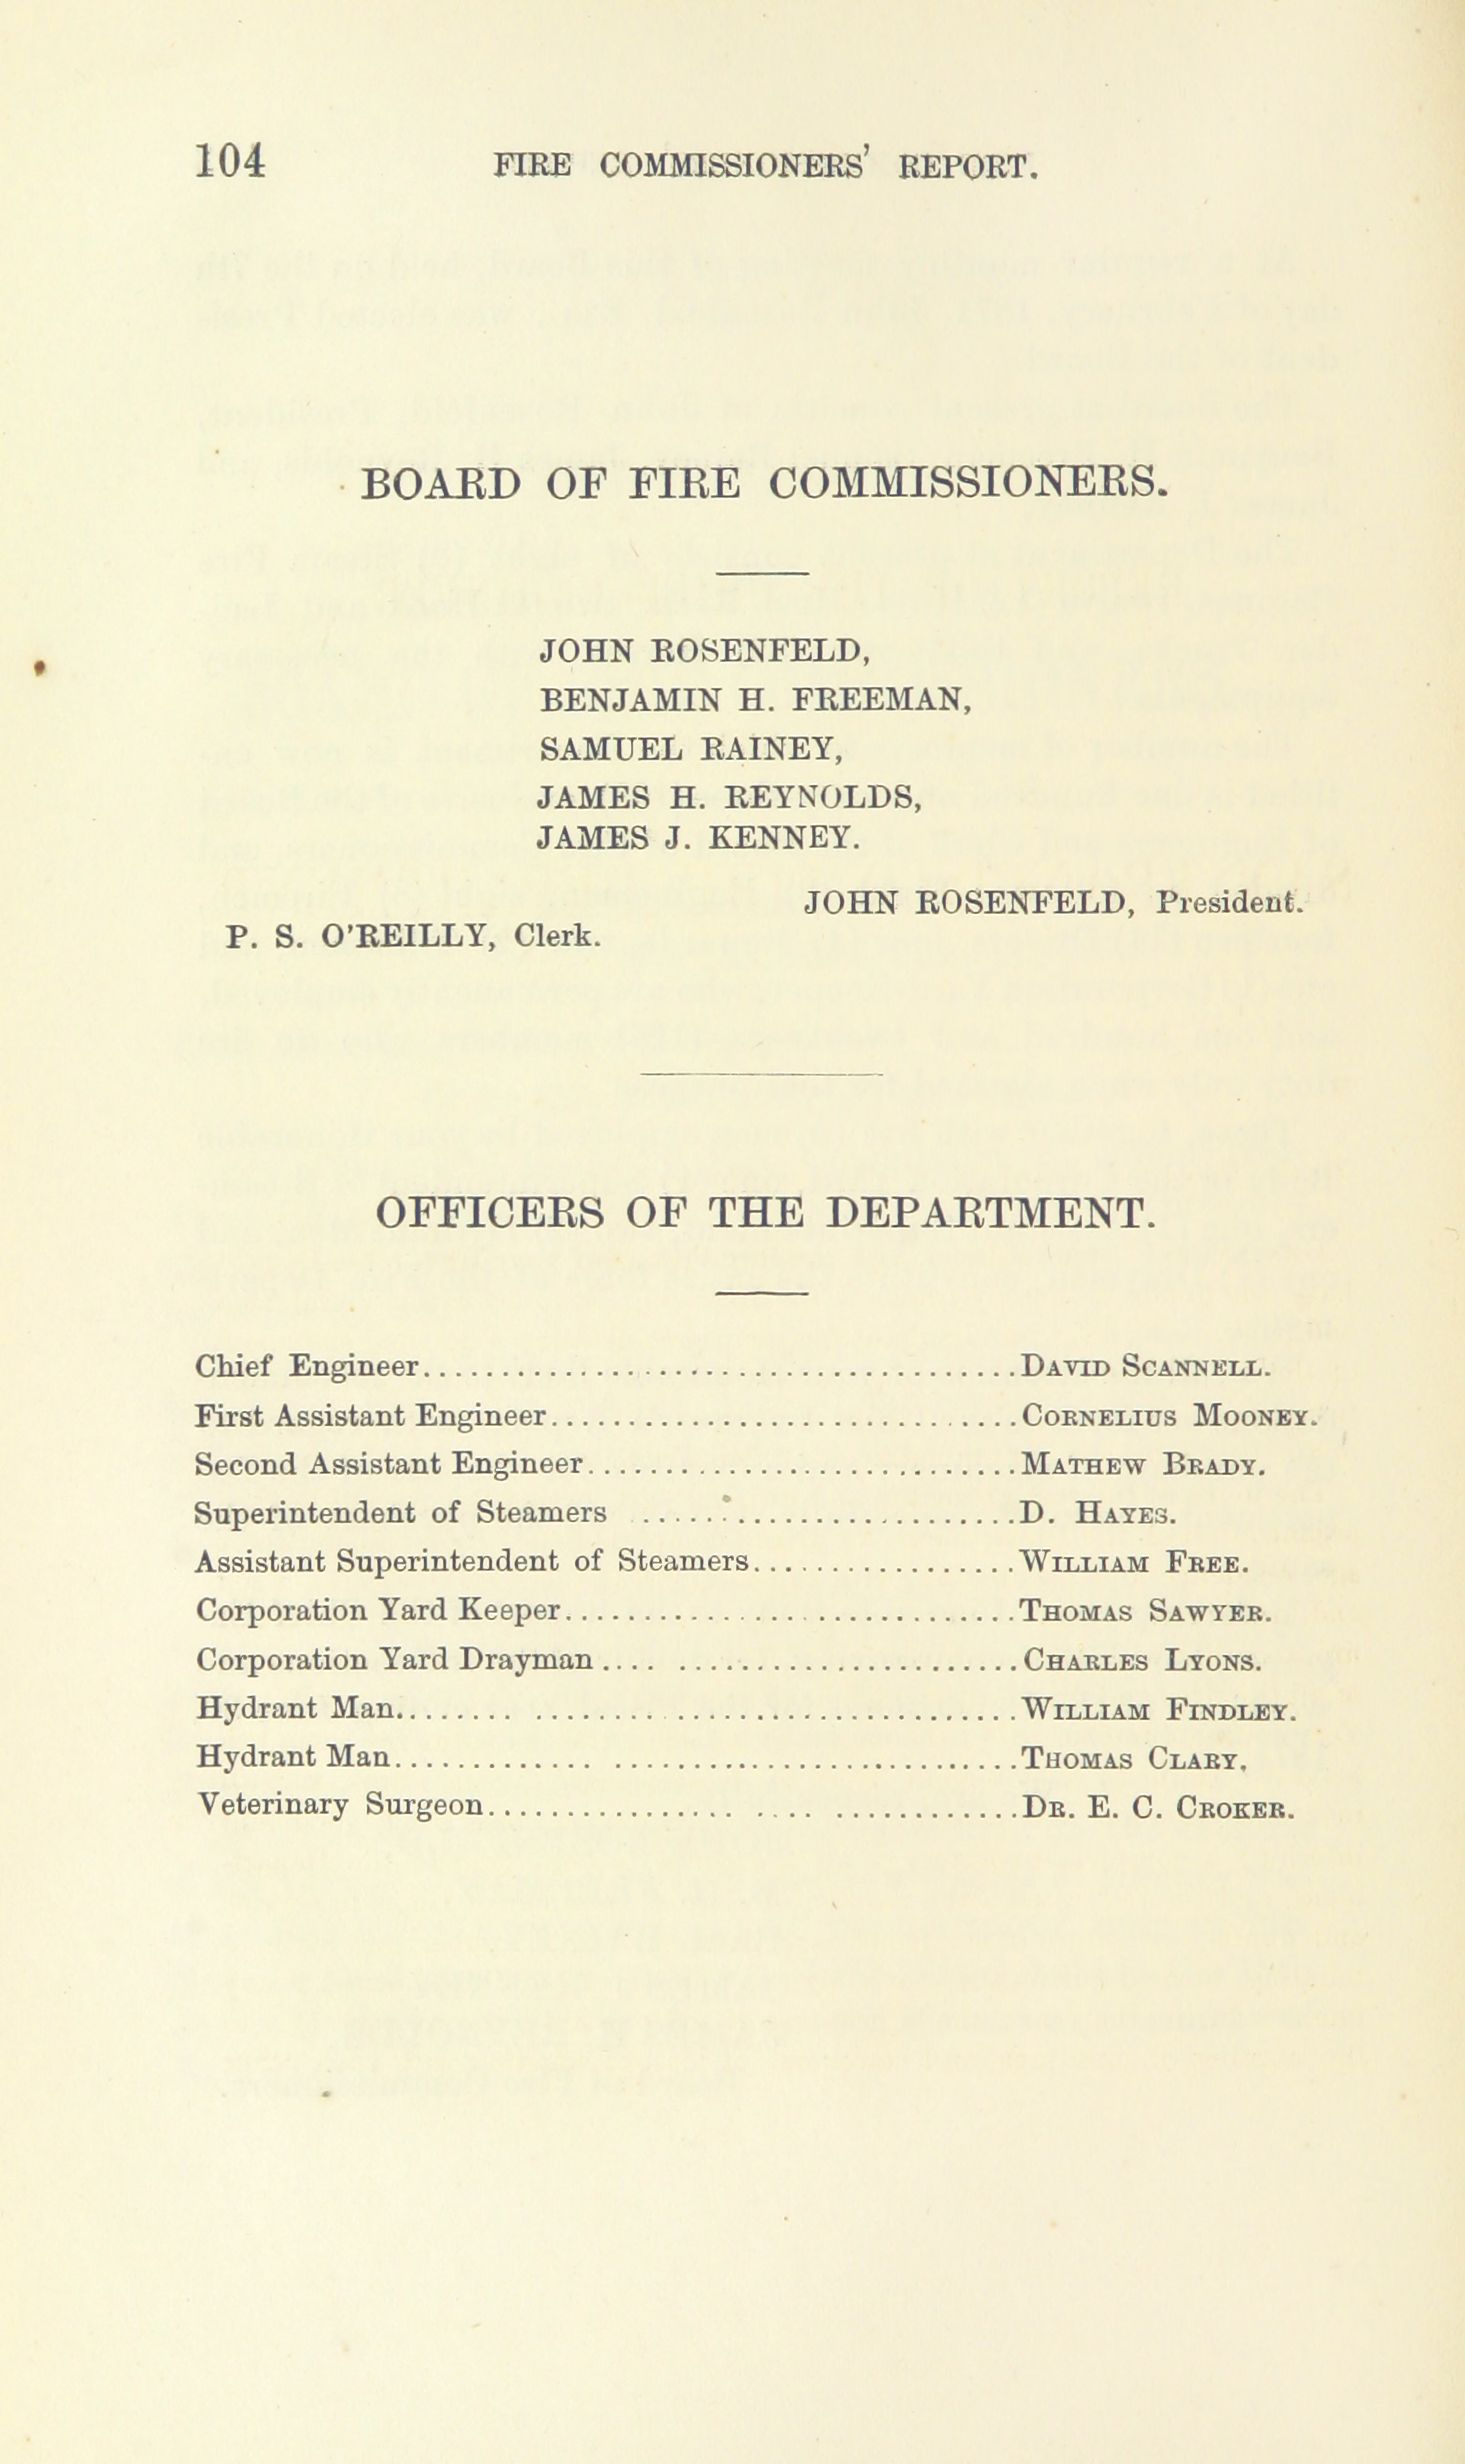 104 FIRE COMMISSIONERS' REPORT.
BOARD OF FIRE COMMISSIONERS.
JOHN ROSENFELD,
BENJAMIN H. FREEMAN,
SAMUEL RAINEY,
JAMES H. REYNOLDS,
JAMES J. KENNEY.
JOHN ROSENFELD, President.
P. S. O'REILLY, Clerk.
OFFICERS OF THE DEPARTMENT.
Chief Engineer......................................DAVID SCANNELL.
First Assistant Engineer..............................CORNELIUS MOONEY.
Second Assistant Engineer............................MATHEW BRADY.
Superintendent of Steamers ........................D. HAYES.
Assistant Superintendent of Steamers.................WILLIAM FREE.
Corporation Yard Keeper.............................THOMAS SAWYER.
Corporation Yard Drayman.... ......................CHARLES LYONS.
Hydrant Man........ ...............................WILLIAM FINDLEY.
Hydrant Man............. ..........................THOMAS CLARY,
Veterinary Surgeon................ .... ............DR. E. C. CROKER.